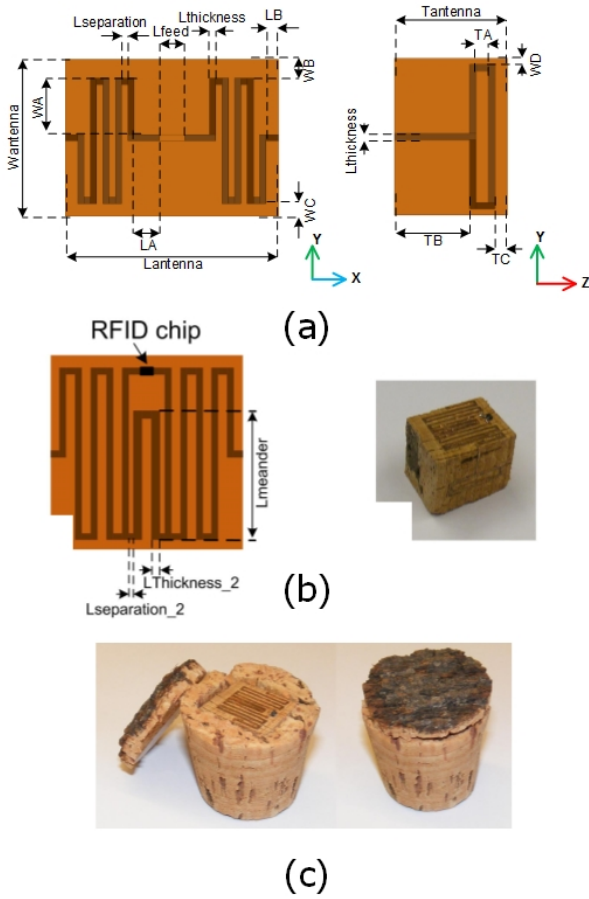 Lseparation
Lfeed
Lthickness
LB
WB
WA
Wantenna
WC
LA
Lantenna
Y
X
Tantenna
TA
WD
Lthickness
TB
TC
Y
Z
(a)
RFID chip
Lmeander
LThickness_2
Lseparation_2
(b)
(c)